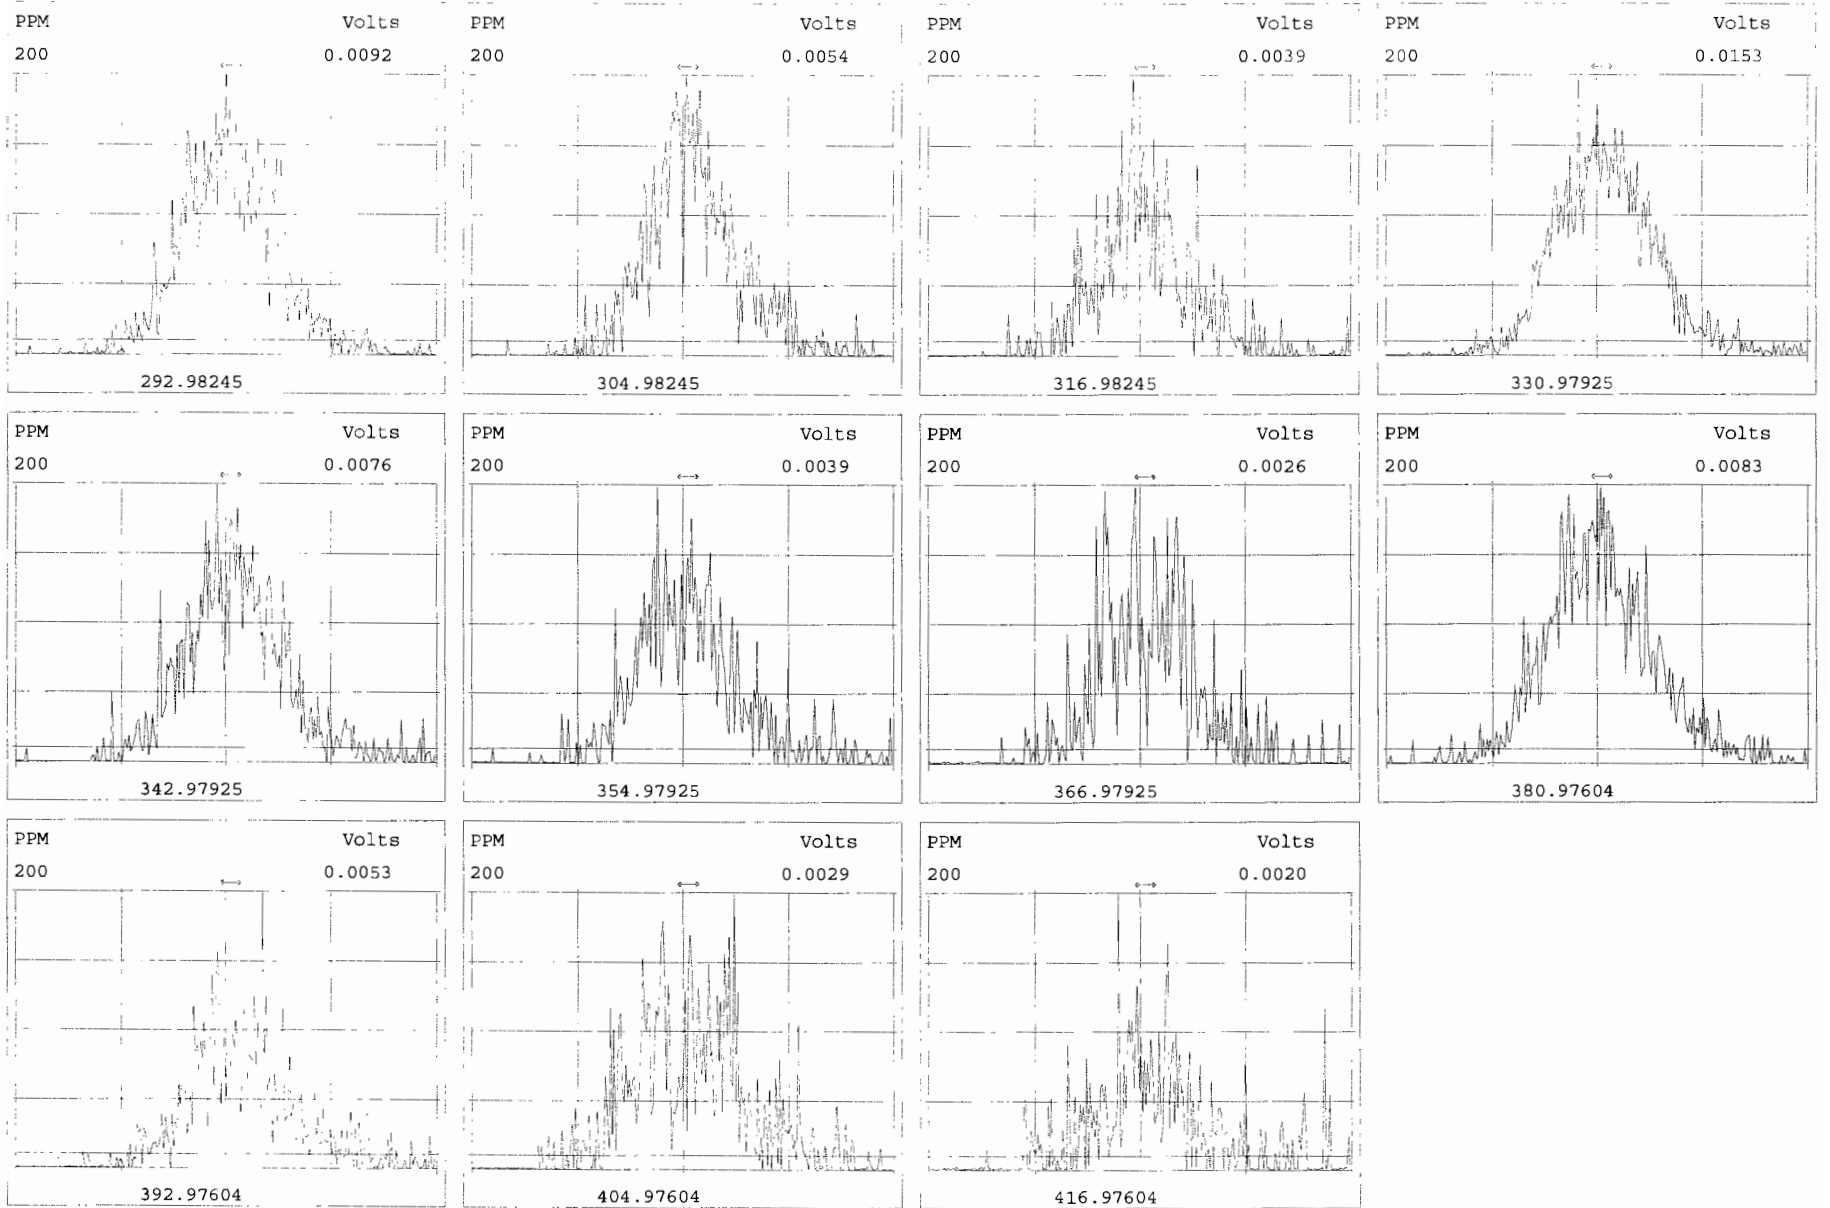 PPM Volts
200 0.0092
292.98245
PPM Volts
200 0.0054
304.98245
PPM Volts
200 0.0039
316.98245
PPM Volts
200 0.0153
330.97925
PPM Volts
200 0.0076
342.97925
PPM Volts
200 0.0039
354.97925
PPM Volts
200 0.0026
366.97925
PPM Volts
200 0.0083
380.97604
PPM Volts
200 0.0053
392.97604
PPM Volts
200 0.0029
404.97604
PPM Volts
200 0.0020
416.97604